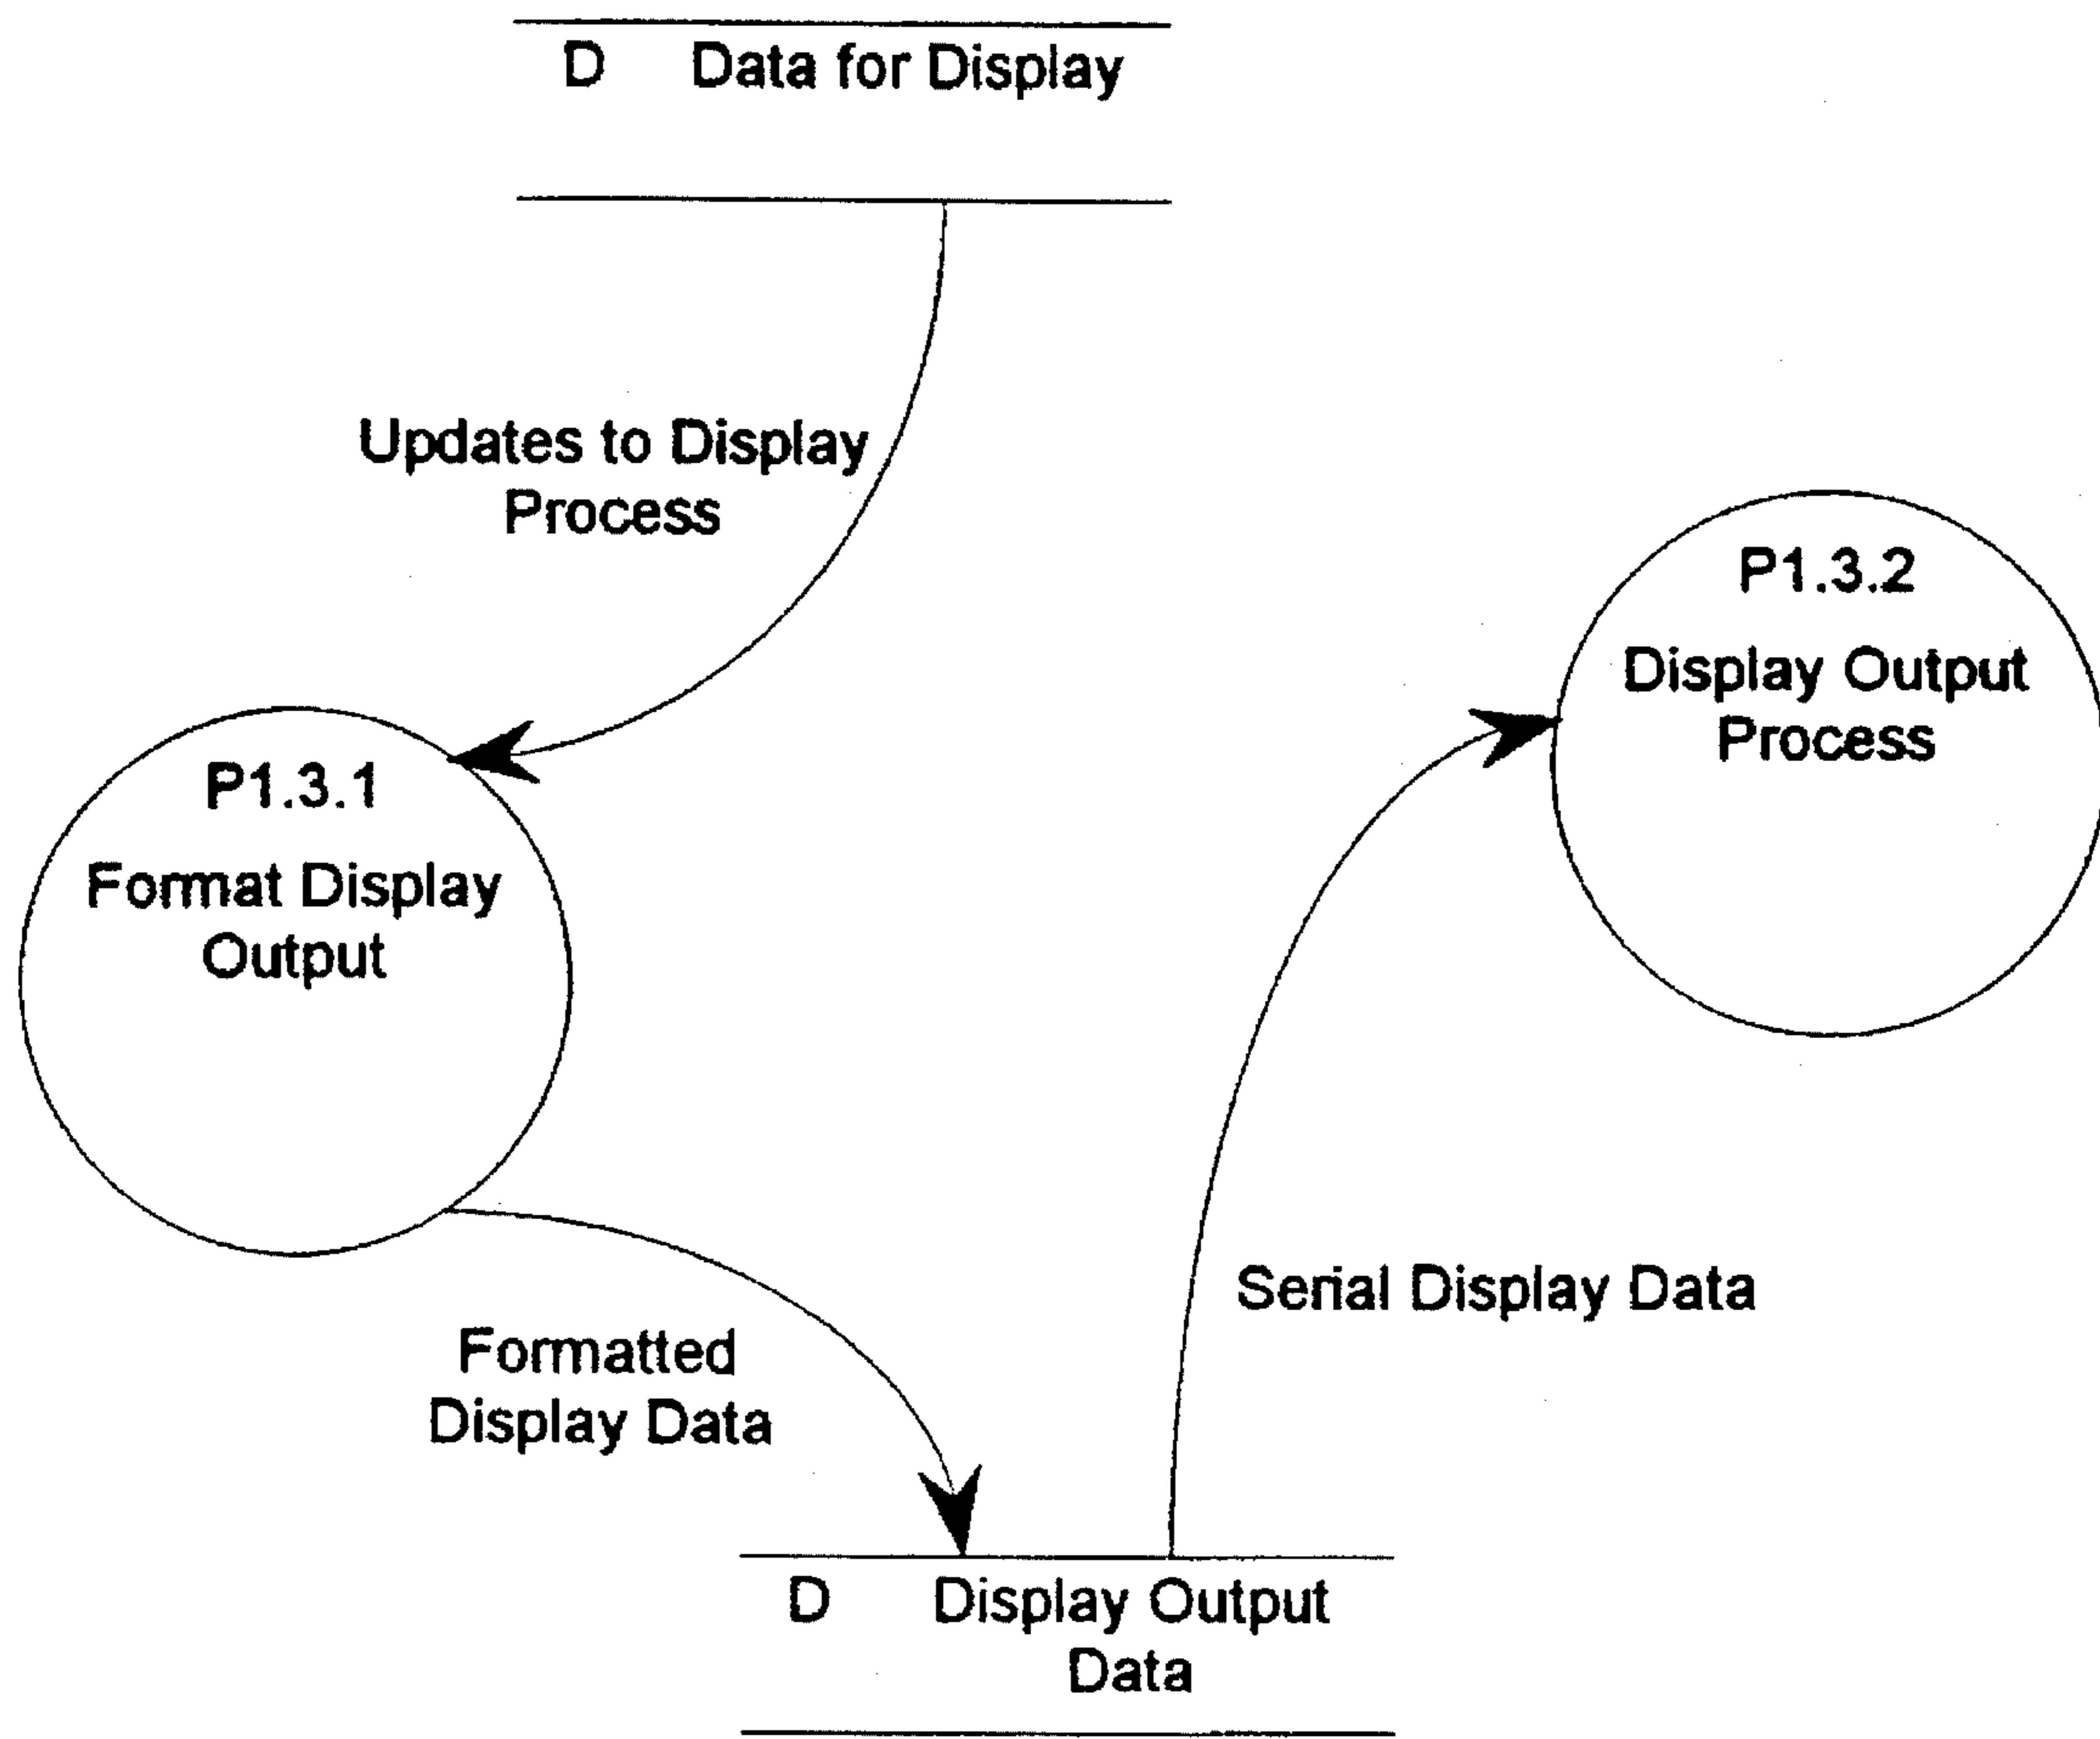 D Data for Display
Updates to Display
Process
P1.3.2
Display Output
Process
P1.3.1
Format Display
Output
Serial Display Data
Formatted
Display Data
D Display Output
Data